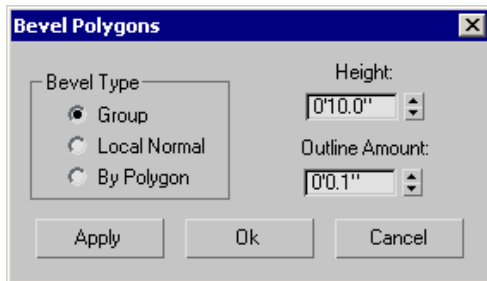 Bevel Polygons
Bevel Type
Group
Local Normal
By Polygon
Height:
0'10.0"
Outline Amount:
0'0.1"
Apply
Ok
Cancel